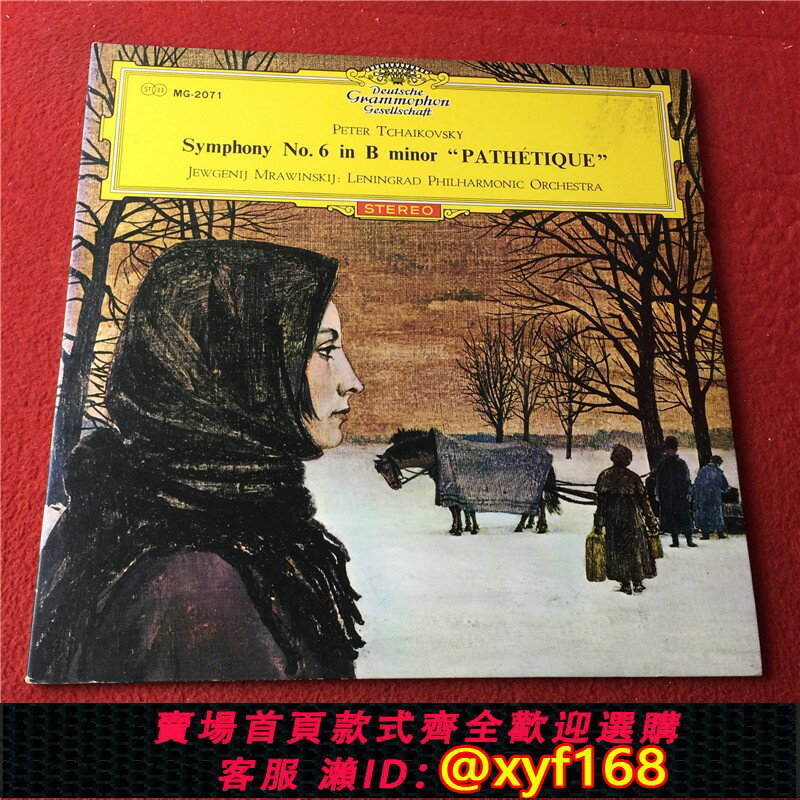 STEREO MG-2071
Deutsche
Grammophon
Gesellschaft
PETER TCHAIKOVSKY
Symphony No. 6 in B minor “PATHÉTIQUE”
JEWGENIJ MRAWINSKIJ: LENINGRAD PHILHARMONIC ORCHESTRA
STEREO
賣場首頁款式齊全歡迎選購
客服 瀨ID：@xyf168